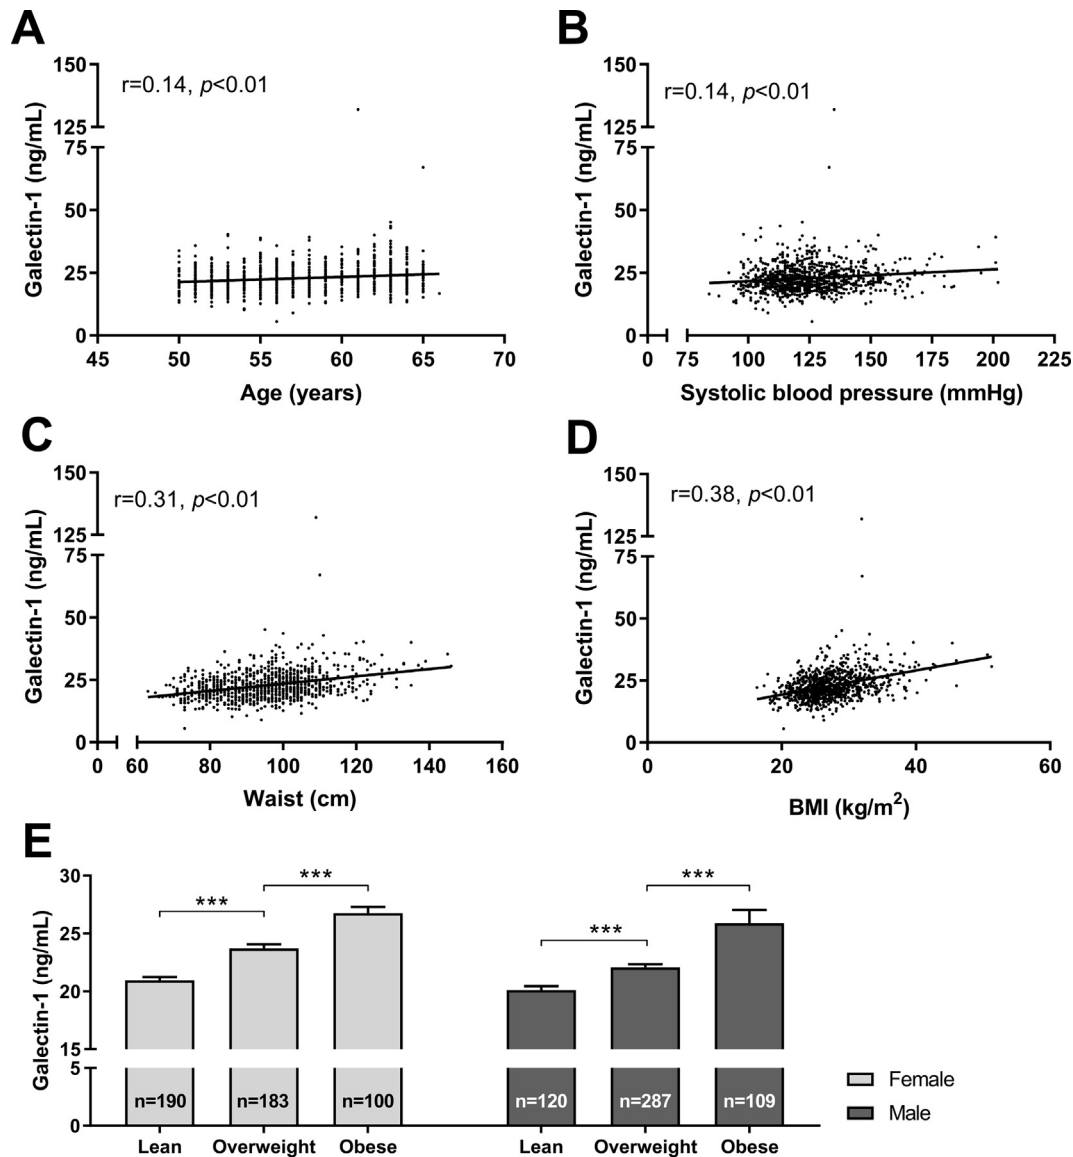 A
r=0.14, p<0.01
Galectin-1 (ng/mL)
150
125
75
50
25
0
45 50 55 60 65 70
Age (years)
B
r=0.14, p<0.01
Galectin-1 (ng/mL)
150
125
75
50
25
0
0 75 100 125 150 175 200 225
Systolic blood pressure (mmHg)
C
r=0.31, p<0.01
Galectin-1 (ng/mL)
150
125
75
50
25
0
0 60 80 100 120 140 160
Waist (cm)
D
r=0.38, p<0.01
Galectin-1 (ng/mL)
150
125
75
50
25
0
0 20 40 60
BMI (kg/m²)
E
Galectin-1 (ng/mL)
30
25
20
15
5
0
*** *** *** ***
n=190 n=183 n=100 n=120 n=287 n=109
Lean Overweight Obese Lean Overweight Obese
Female
Male